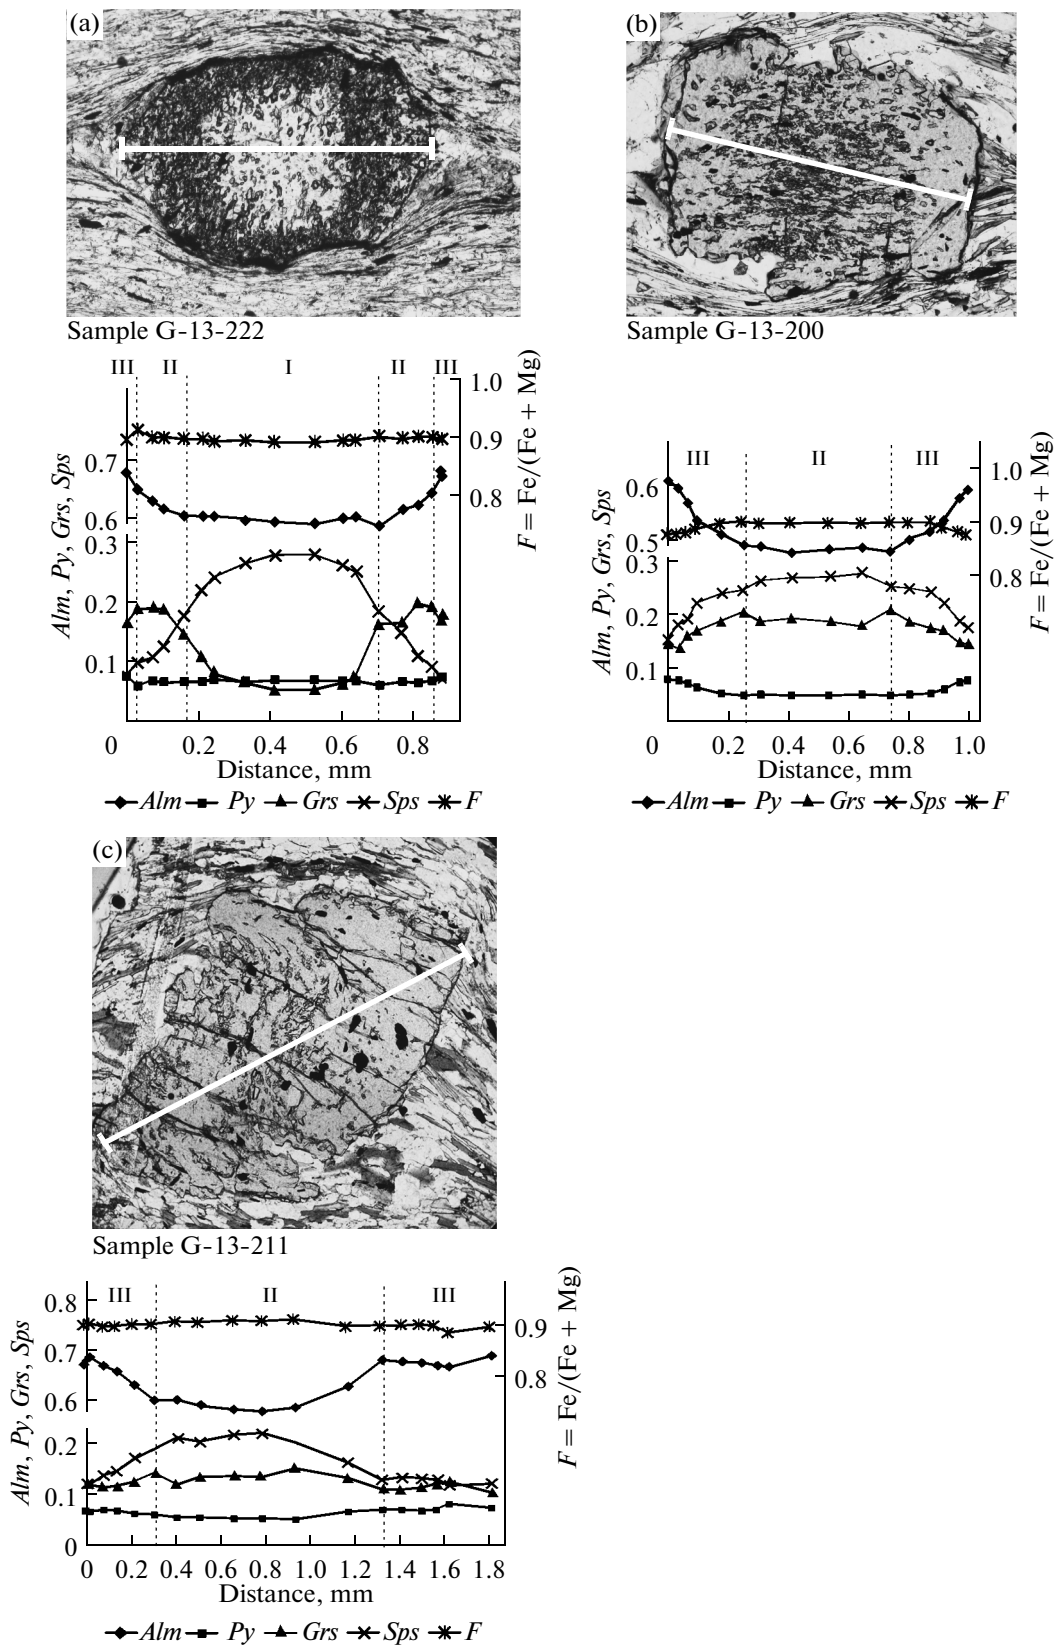 (a)
Sample G-13-222
III II I II III
1.0
0.9
0.8
F = Fe/(Fe + Mg)
Alm, Py, Grs, Sps
0.7
0.6
0.3
0.2
0.1
0 0.2 0.4 0.6 0.8
Distance, mm
Alm Py Grs Sps F
(b)
Sample G-13-200
III II III
1.0
0.9
0.8
F = Fe/(Fe + Mg)
Alm, Py, Grs, Sps
0.6
0.5
0.3
0.2
0.1
0 0.2 0.4 0.6 0.8 1.0
Distance, mm
Alm Py Grs Sps F
(c)
Sample G-13-211
III II III
0.9
0.8
F = Fe/(Fe + Mg)
Alm, Py, Grs, Sps
0.8
0.7
0.6
0.2
0.1
0
0 0.2 0.4 0.6 0.8 1.0 1.2 1.4 1.6 1.8
Distance, mm
Alm Py Grs Sps F